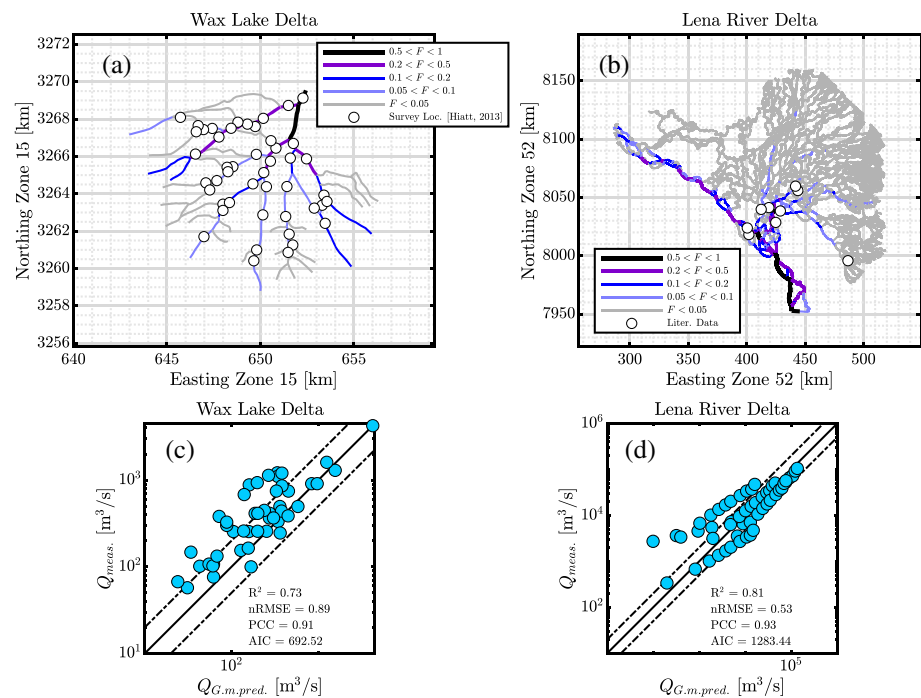 Wax Lake Delta
(a)
Northing Zone 15 [km]
3272
3270
3268
3266
3264
3262
3260
3258
3256
640
645
650
655
Easting Zone 15 [km]
0.5 < F < 1
0.2 < F < 0.5
0.1 < F < 0.2
0.05 < F < 0.1
F < 0.05
Survey Loc. [Hiatt, 2013]
Lena River Delta
(b)
Northing Zone 52 [km]
8150
8100
8050
8000
7950
300
350
400
450
500
Easting Zone 52 [km]
0.5 < F < 1
0.2 < F < 0.5
0.1 < F < 0.2
0.05 < F < 0.1
F < 0.05
Liter. Data
Wax Lake Delta
(c)
Q_meas. [m³/s]
10³
10²
10¹
10²
Q_G.m.pred. [m³/s]
R² = 0.73
nRMSE = 0.89
PCC = 0.91
AIC = 692.52
Lena River Delta
(d)
Q_meas. [m³/s]
10⁶
10⁴
10²
10⁵
Q_G.m.pred. [m³/s]
R² = 0.81
nRMSE = 0.53
PCC = 0.93
AIC = 1283.44